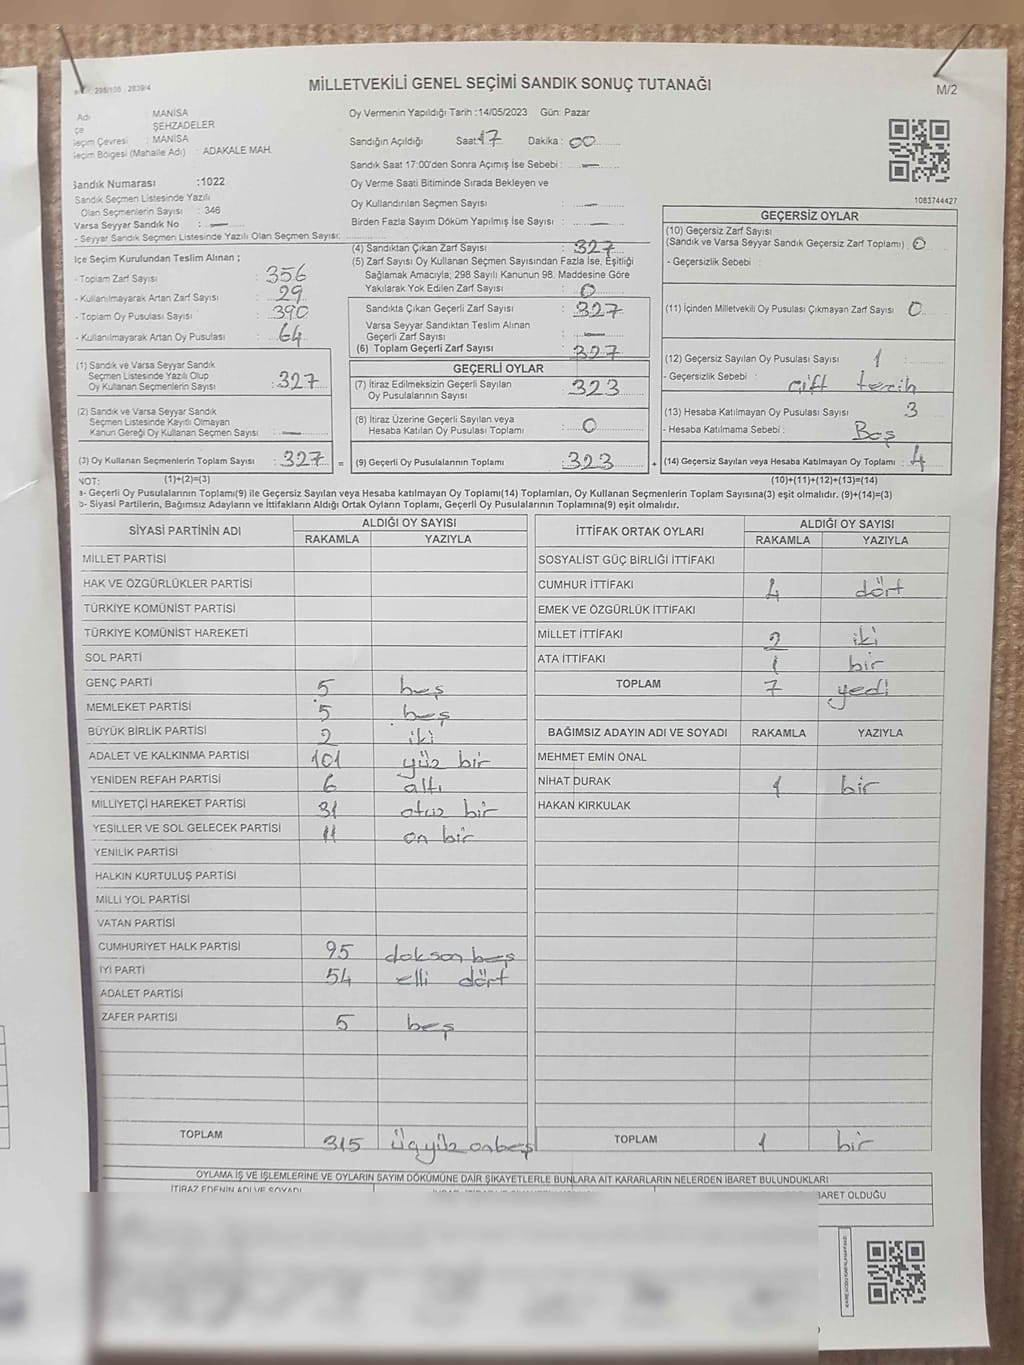 MİLLETVEKİLİ GENEL SEÇİMİ SANDIK SONUÇ TUTANAĞI
M/2
Adı : MANİSA
çe : ŞEHZADELER
eçim Çevresi : MANİSA
eçim Bölgesi (Mahalle Adı) : ADAKALE MAH.
Sandık Numarası :1022
Sandık Seçmen Listesinde Yazılı
Olan Seçmenlerin Sayısı : 346
Varsa Seyyar Sandık No : —
- Seyyar Sandık Seçmen Listesinde Yazılı Olan Seçmen Sayısı:
Oy Vermenin Yapıldığı Tarih :14/05/2023 Gün: Pazar
Sandığın Açıldığı Saat:17 Dakika : 00
Sandık Saat 17:00'den Sonra Açımış İse Sebebi : —
Oy Verme Saati Bitiminde Sırada Bekleyen ve
Oy Kullandırılan Seçmen Sayısı : —
Birden Fazla Sayım Döküm Yapılmış İse Sayısı : —
1083744427
İçe Seçim Kurulundan Teslim Alınan ;
- Toplam Zarf Sayısı : 356
- Kullanılmayarak Artan Zarf Sayısı : 29
- Toplam Oy Pusulası Sayısı : 390
- Kullanılmayarak Artan Oy Pusulası : 64
(1) Sandık ve Varsa Seyyar Sandık
Seçmen Listesinde Yazılı Olup
Oy Kullanan Seçmenlerin Sayısı : 327
(2) Sandık ve Varsa Seyyar Sandık
Seçmen Listesinde Kayıtlı Olmayan
Kanun Gereği Oy Kullanan Seçmen Sayısı : —
(3) Oy Kullanan Seçmenlerin Toplam Sayısı : 327 =
(4) Sandıktan Çıkan Zarf Sayısı : 327
(5) Zarf Sayısı Oy Kullanan Seçmen Sayısından Fazla İse, Eşitliği
Sağlamak Amacıyla; 298 Sayılı Kanunun 98. Maddesine Göre
Yakılarak Yok Edilen Zarf Sayısı : 0
Sandıkta Çıkan Geçerli Zarf Sayısı : 327
Varsa Seyyar Sandıktan Teslim Alınan
Geçerli Zarf Sayısı : —
(6) Toplam Geçerli Zarf Sayısı : 327
GEÇERLİ OYLAR
(7) İtiraz Edilmeksizin Geçerli Sayılan
Oy Pusulalarının Sayısı : 323
(8) İtiraz Üzerine Geçerli Sayılan veya
Hesaba Katılan Oy Pusulası Toplamı : 0
(9) Geçerli Oy Pusulalarının Toplamı : 323 +
GEÇERSİZ OYLAR
(10) Geçersiz Zarf Sayısı
(Sandık ve Varsa Seyyar Sandık Geçersiz Zarf Toplamı) : 0
- Geçersizlik Sebebi :
(11) İçinden Milletvekili Oy Pusulası Çıkmayan Zarf Sayısı : 0
(12) Geçersiz Sayılan Oy Pusulası Sayısı : 1
- Geçersizlik Sebebi : çift tercih
(13) Hesaba Katılmayan Oy Pusulası Sayısı : 3
- Hesaba Katılmama Sebebi : Boş
(14) Geçersiz Sayılan veya Hesaba Katılmayan Oy Toplamı : 4
NOT: (1)+(2)=(3) (10)+(11)+(12)+(13)=(14)
a- Geçerli Oy Pusulalarının Toplamı(9) ile Geçersiz Sayılan veya Hesaba katılmayan Oy Toplamı(14) Toplamları, Oy Kullanan Seçmenlerin Toplam Sayısına(3) eşit olmalıdır. (9)+(14)=(3)
b- Siyasi Partilerin, Bağımsız Adayların ve İttifakların Aldığı Ortak Oyların Toplamı, Geçerli Oy Pusulalarının Toplamına(9) eşit olmalıdır.
SİYASİ PARTİNİN ADI ALDIĞI OY SAYISI
RAKAMLA YAZIYLA
MİLLET PARTİSİ
HAK VE ÖZGÜRLÜKLER PARTİSİ
TÜRKİYE KOMÜNİST PARTİSİ
TÜRKİYE KOMÜNİST HAREKETİ
SOL PARTİ
GENÇ PARTİ 5 beş
MEMLEKET PARTİSİ 5 beş
BÜYÜK BİRLİK PARTİSİ 2 iki
ADALET VE KALKINMA PARTİSİ 101 yüz bir
YENİDEN REFAH PARTİSİ 6 altı
MİLLİYETÇİ HAREKET PARTİSİ 31 otuz bir
YEŞİLLER VE SOL GELECEK PARTİSİ 11 on bir
YENİLİK PARTİSİ
HALKIN KURTULUŞ PARTİSİ
MİLLİ YOL PARTİSİ
VATAN PARTİSİ
CUMHURİYET HALK PARTİSİ 95 doksan beş
İYİ PARTİ 54 elli dört
ADALET PARTİSİ
ZAFER PARTİSİ 5 beş
TOPLAM 315 üçyüz onbeş
İTTİFAK ORTAK OYLARI ALDIĞI OY SAYISI
RAKAMLA YAZIYLA
SOSYALİST GÜÇ BİRLİĞİ İTTİFAKI
CUMHUR İTTİFAKI 4 dört
EMEK VE ÖZGÜRLÜK İTTİFAKI
MİLLET İTTİFAKI 2 iki
ATA İTTİFAKI 1 bir
TOPLAM 7 yedi
BAĞIMSIZ ADAYIN ADI VE SOYADI RAKAMLA YAZIYLA
MEHMET EMİN ÖNAL
NİHAT DURAK 1 bir
HAKAN KIRKULAK
TOPLAM 1 bir
OYLAMA İŞ VE İŞLEMLERİNE VE OYLARIN SAYIM DÖKÜMÜNE DAİR ŞİKAYETLERLE BUNLARA AİT KARARLARIN NELERDEN İBARET BULUNDUKLARI
İTİRAZ EDENİN ADI VE SOYADI
BARET OLDUĞU